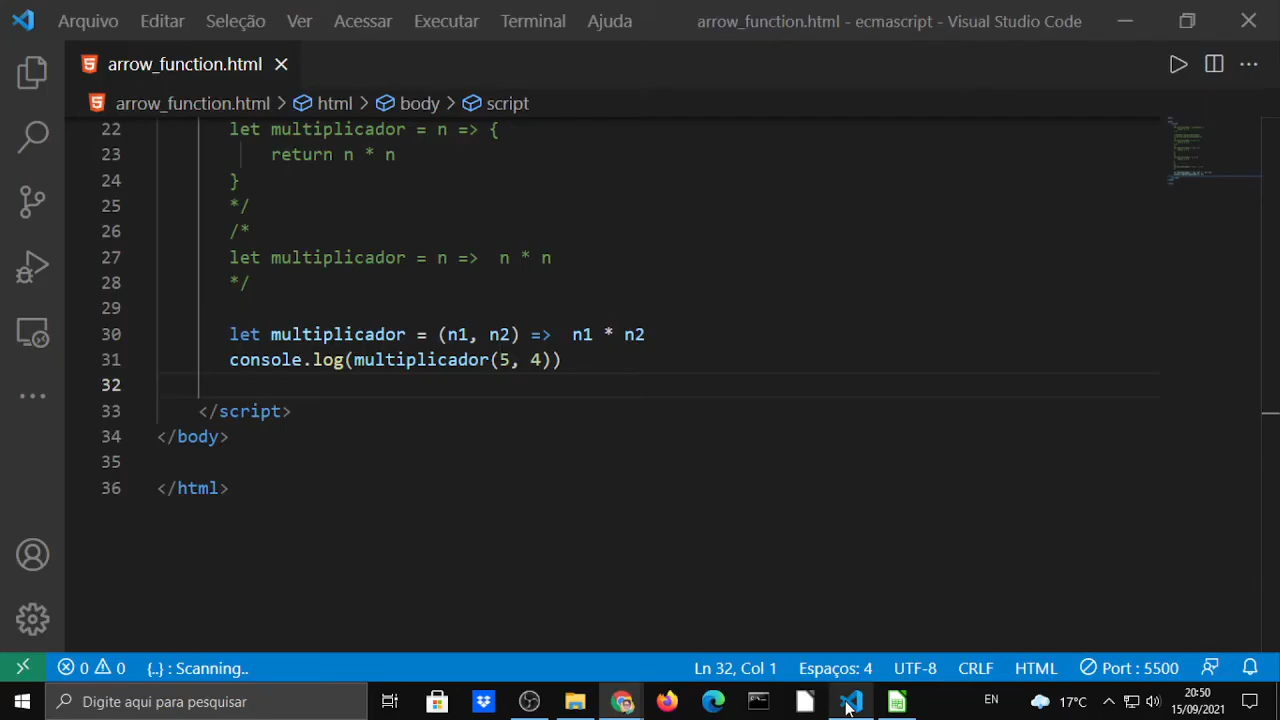 Arquivo Editar Seleção Ver Acessar Executar Terminal Ajuda arrow_function.html - ecmascript - Visual Studio Code
arrow_function.html
arrow_function.html > html > body > script
22 let multiplicador = n => {
23 return n * n
24 }
25 */
26 /*
27 let multiplicador = n =>  n * n
28 */
29
30 let multiplicador = (n1, n2) =>  n1 * n2
31 console.log(multiplicador(5, 4))
32
33 </script>
34 </body>
35
36 </html>
0 0 {..} : Scanning.. Ln 32, Col 1 Espaços: 4 UTF-8 CRLF HTML Port : 5500
Digite aqui para pesquisar EN 17°C 20:50
15/09/2021